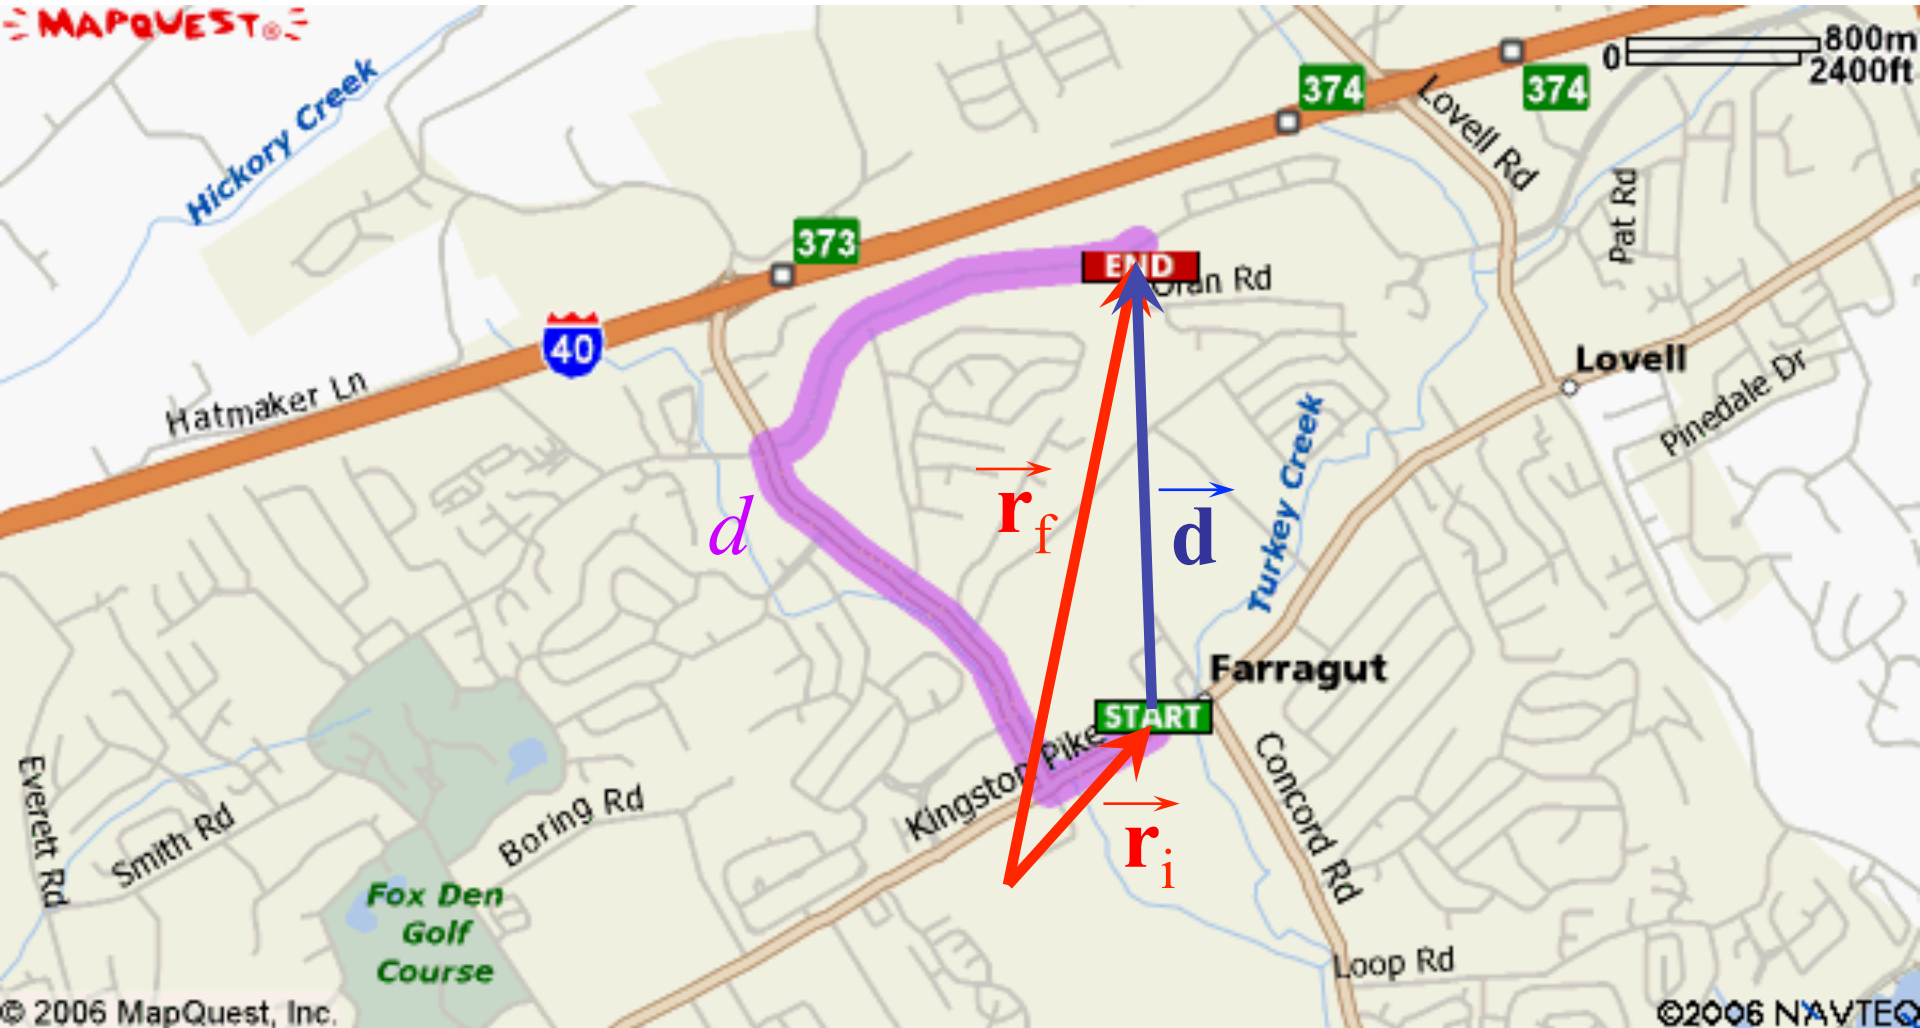 MAPQUEST®
800m
0
2400ft
Hickory Creek
374
374
Lovell Rd
Pat Rd
373
END
Oran Rd
40
Lovell
Hatmaker Ln
Pinedale Dr
Turkey Creek
r f
d
d
Farragut
START
Kingston Pike
Everett Rd
Smith Rd
Boring Rd
Concord Rd
r i
Fox Den
Golf
Course
Loop Rd
© 2006 MapQuest, Inc.
©2006 NAVTEQ